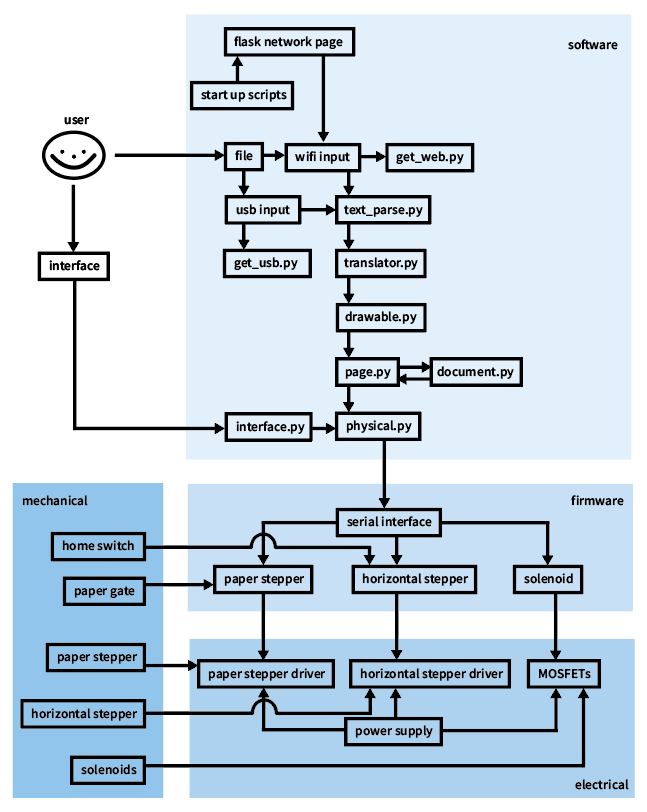 flask network page
software
start up scripts
user
file
wifi input
get_web.py
usb input
text_parse.py
interface
get_usb.py
translator.py
drawable.py
page.py
document.py
interface.py
physical.py
mechanical
firmware
serial interface
home switch
paper stepper
horizontal stepper
solenoid
paper gate
paper stepper
paper stepper driver
horizontal stepper driver
MOSFETs
horizontal stepper
power supply
solenoids
electrical